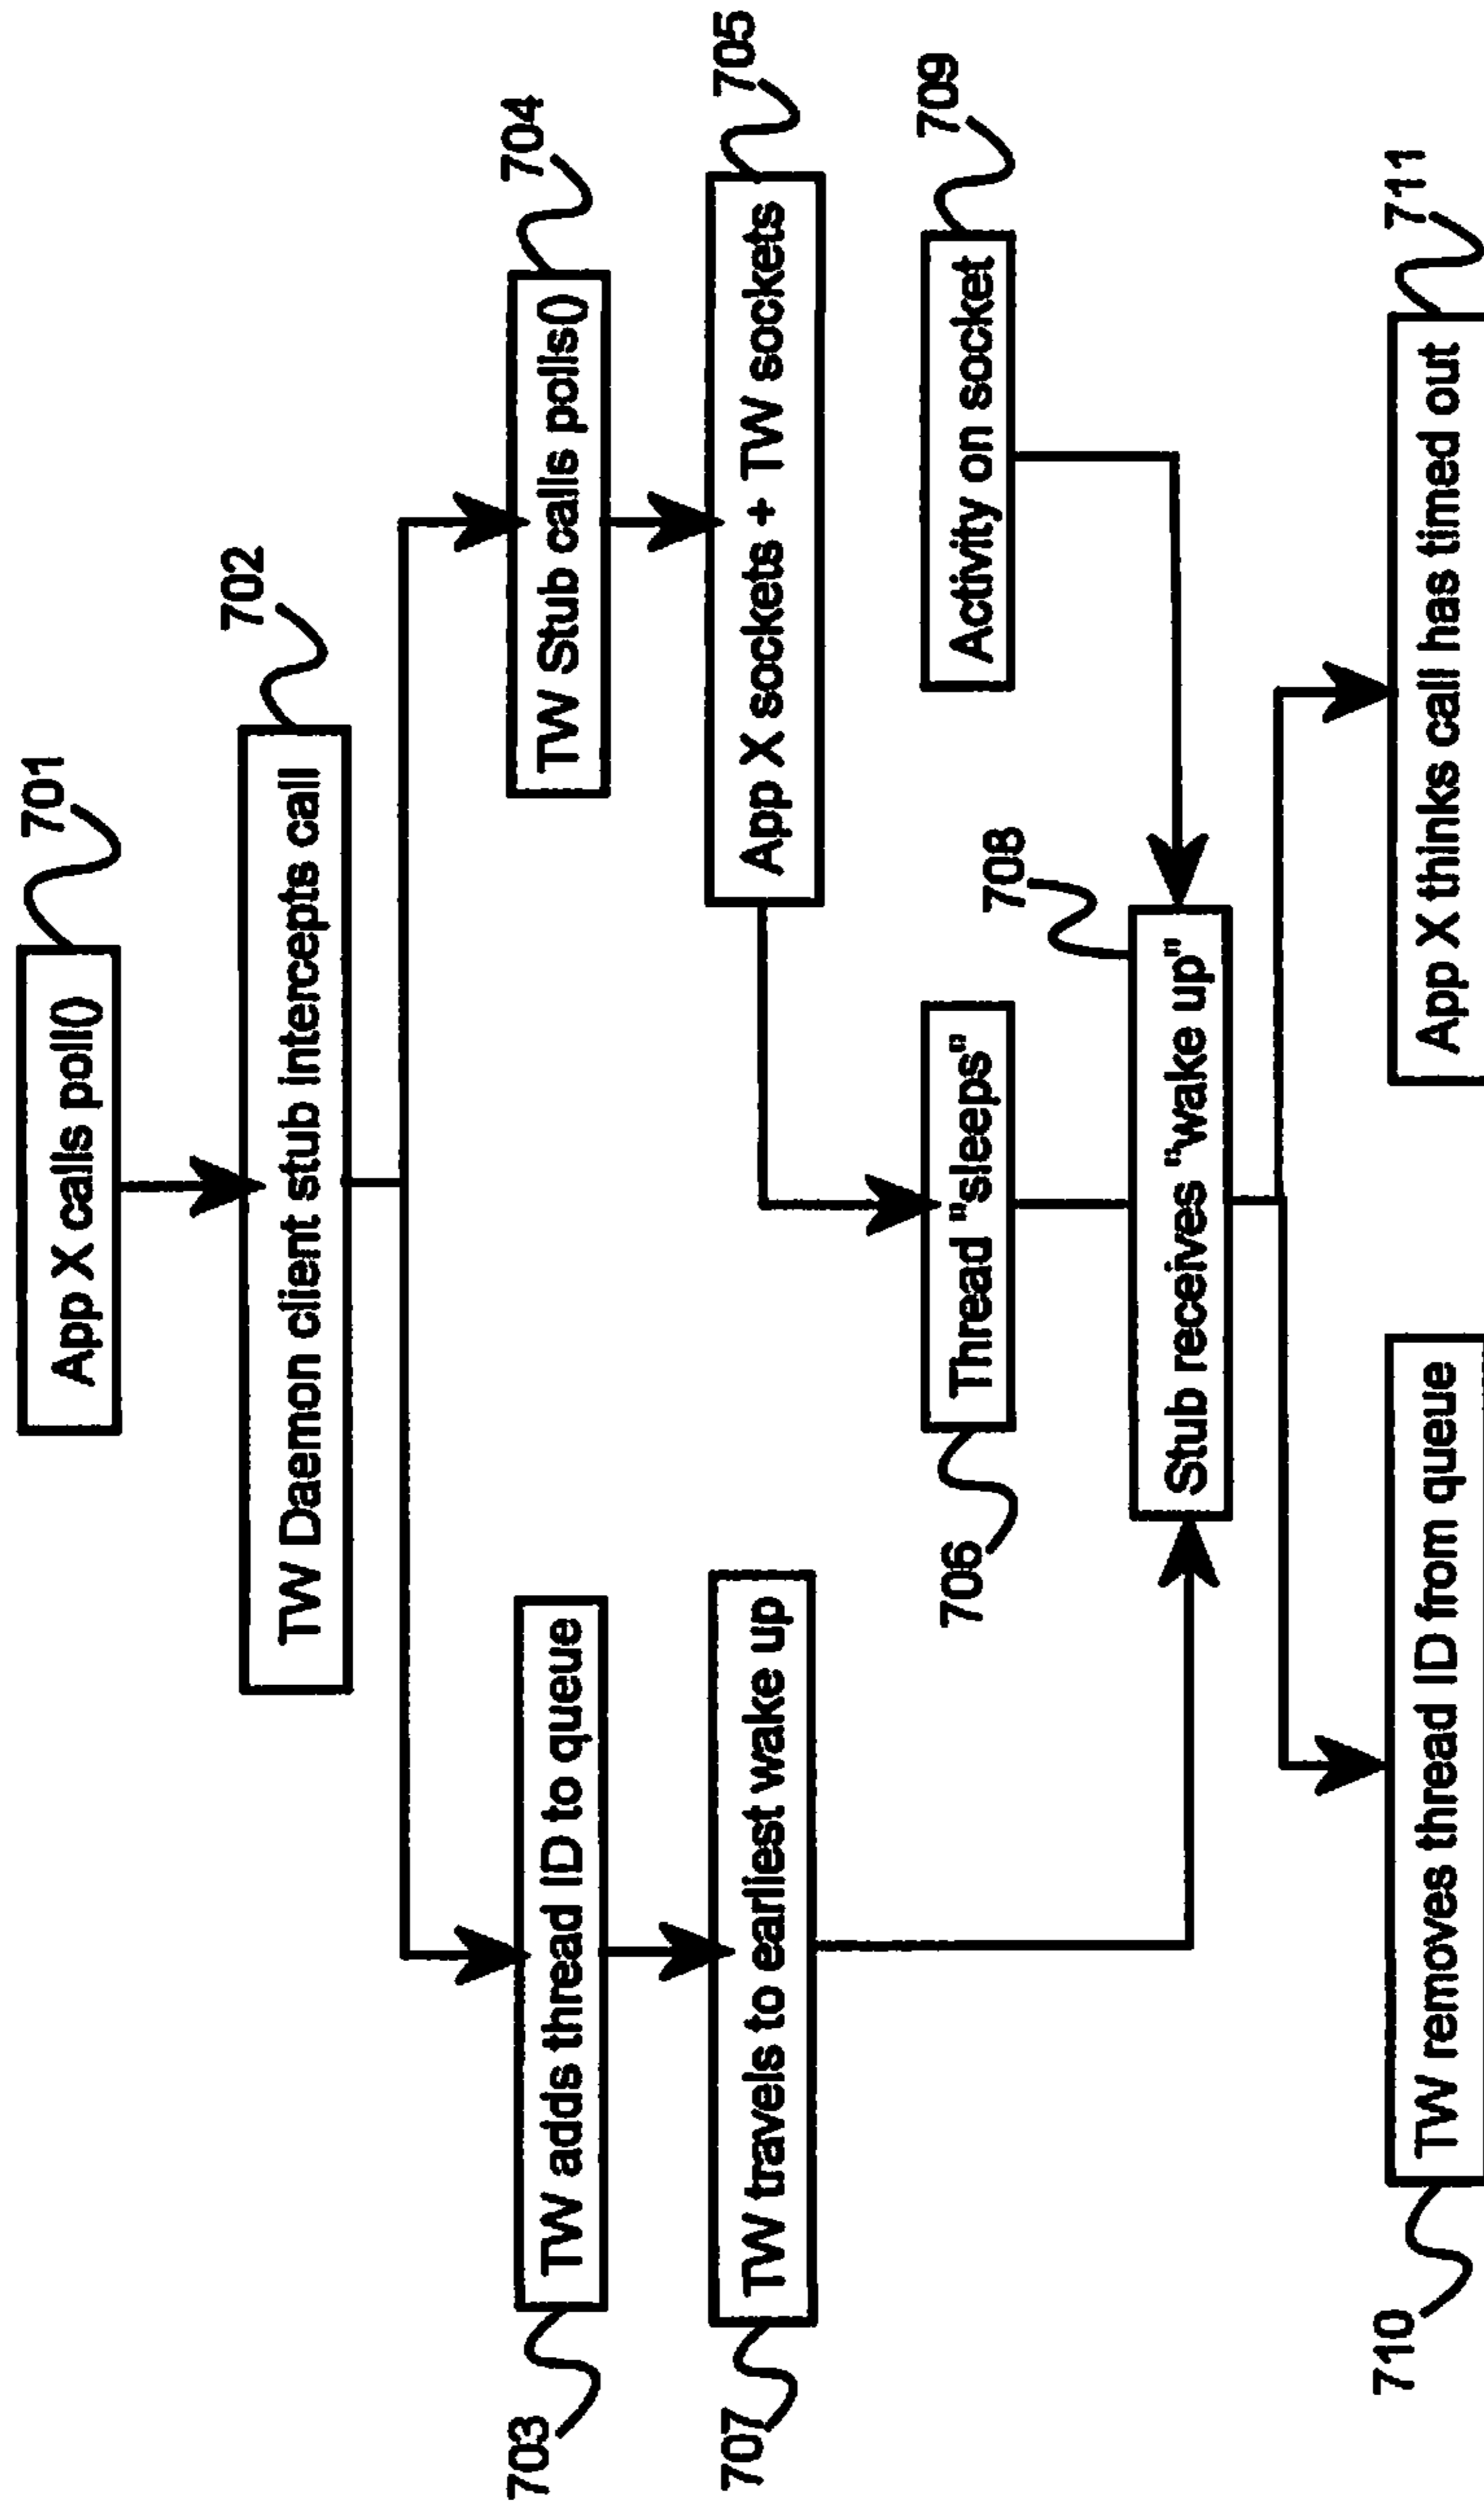 701
App X calls poll()
702
TW Daemon client stub intercepts call
703
TW adds thread ID to queue
704
TW Stub calls polls()
707
TW travels to earliest wake up
705
App X sockets + TW sockets
706
Thread "sleeps"
709
Activity on socket
708
Stub receives "wake up"
710
TW removes thread ID from queue
711
App X thinks call has timed out